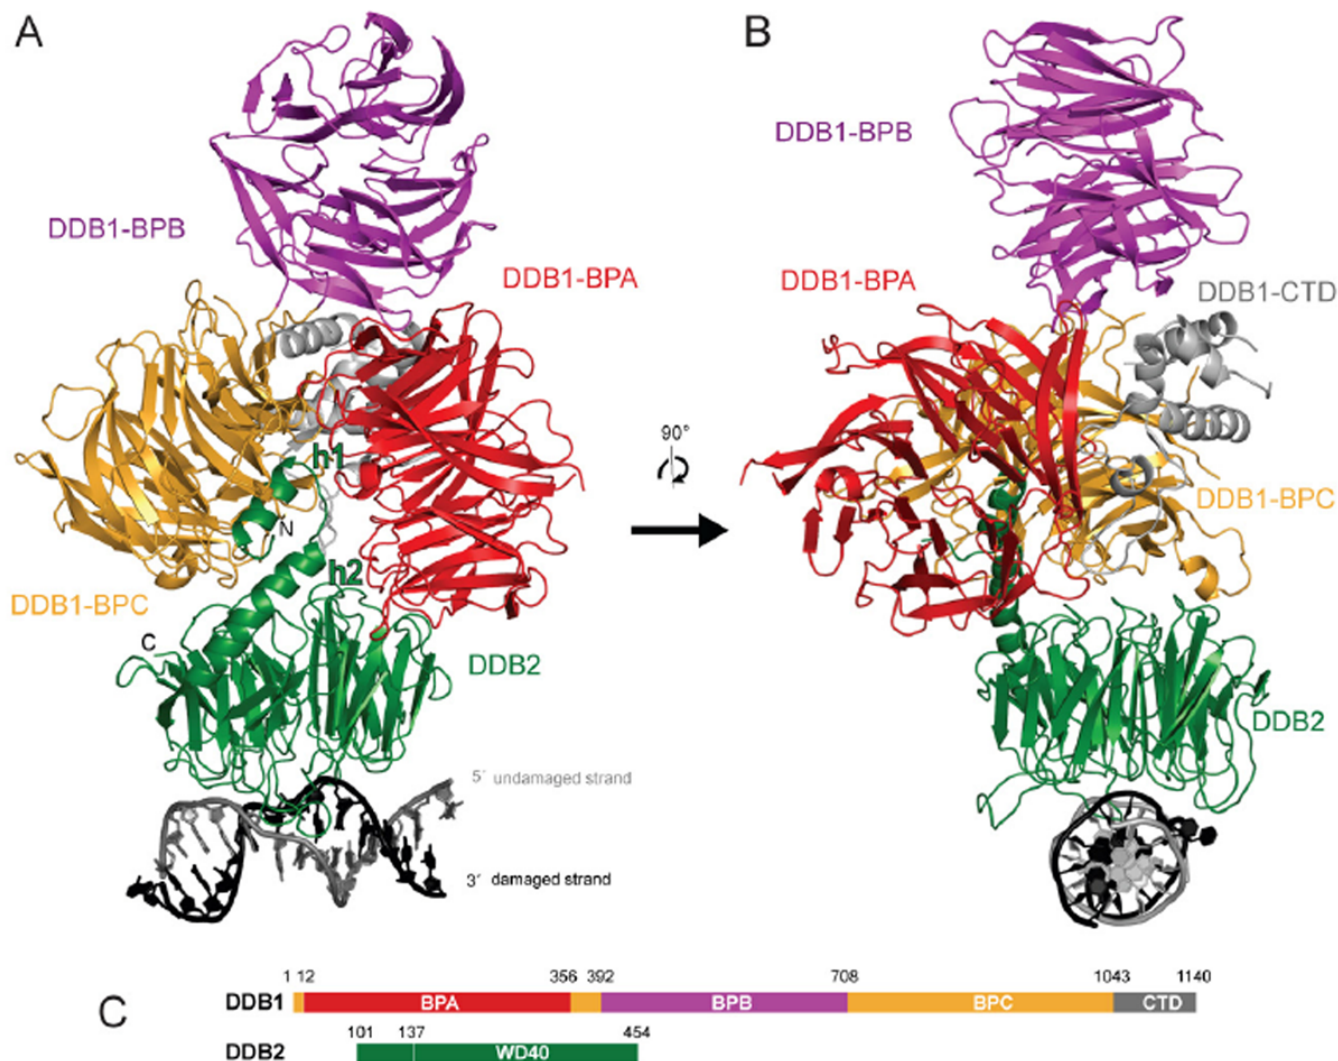 A
B
DDB1-BPB
DDB1-BPB
DDB1-BPA
DDB1-BPA
DDB1-CTD
h1
N
90°
DDB1-BPC
h2
DDB1-BPC
C
DDB2
DDB2
5´ undamaged strand
3´ damaged strand
C
1 12 356 392 708 1043 1140
DDB1 BPA BPB BPC CTD
101 137 454
DDB2 WD40